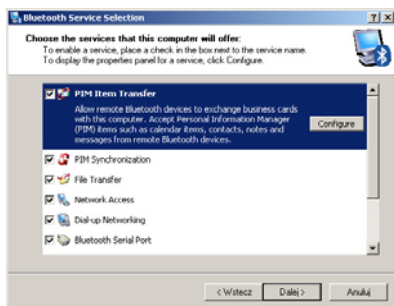 Bluetooth Service Selection
Choose the services that this computer will offer:
To enable a service, place a check in the box next to the service name.
To display the properties panel for a service, click Configure.
PIM Item Transfer
Allow remote Bluetooth devices to exchange business cards
with this computer. Accept Personal Information Manager
(PIM) items such as calendar items, contacts, notes and
messages from remote Bluetooth devices.
Configure
PIM Synchronization
File Transfer
Network Access
Dial-up Networking
Bluetooth Serial Port
< Wstecz
Dalej >
Anuluj